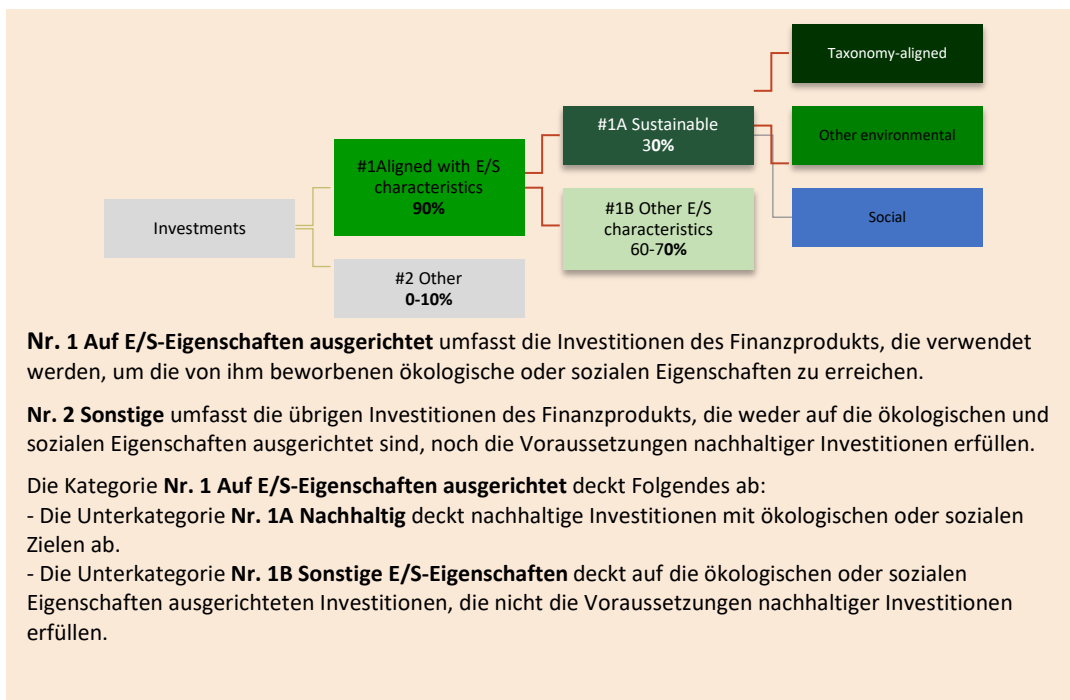 Taxonomy-aligned
#1A Sustainable
30%
Other environmental
#1Aligned with E/S
characteristics
90%
#1B Other E/S
characteristics
60-70%
Social
Investments
#2 Other
0-10%
Nr. 1 Auf E/S-Eigenschaften ausgerichtet umfasst die Investitionen des Finanzprodukts, die verwendet
werden, um die von ihm beworbenen ökologische oder sozialen Eigenschaften zu erreichen.
Nr. 2 Sonstige umfasst die übrigen Investitionen des Finanzprodukts, die weder auf die ökologischen und
sozialen Eigenschaften ausgerichtet sind, noch die Voraussetzungen nachhaltiger Investitionen erfüllen.
Die Kategorie Nr. 1 Auf E/S-Eigenschaften ausgerichtet deckt Folgendes ab:
- Die Unterkategorie Nr. 1A Nachhaltig deckt nachhaltige Investitionen mit ökologischen oder sozialen
Zielen ab.
- Die Unterkategorie Nr. 1B Sonstige E/S-Eigenschaften deckt auf die ökologischen oder sozialen
Eigenschaften ausgerichteten Investitionen, die nicht die Voraussetzungen nachhaltiger Investitionen
erfüllen.